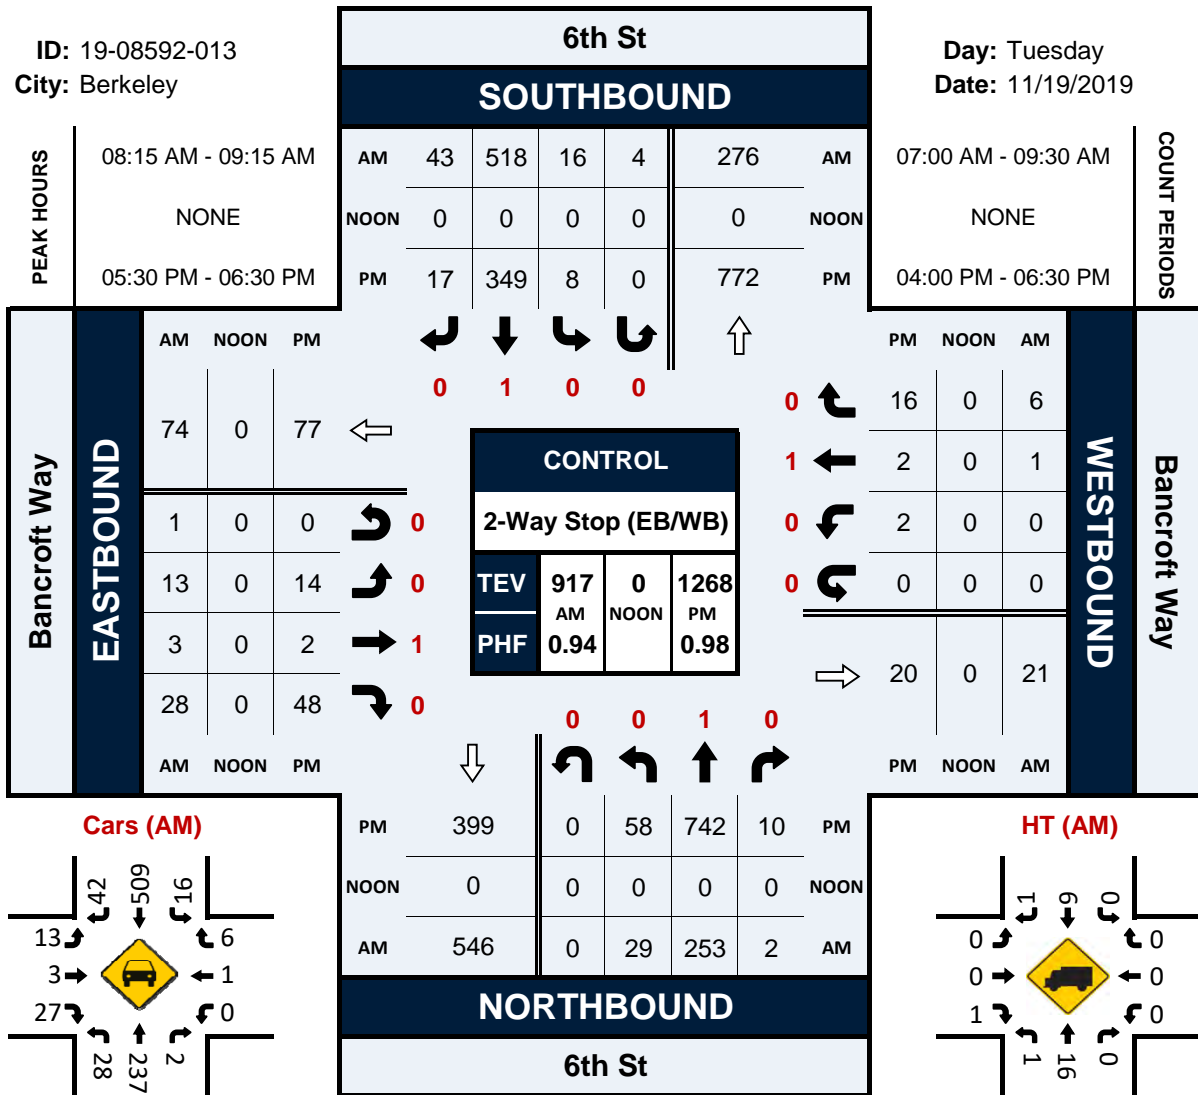 6th St
ID: 19-08592-013
City: Berkeley
Day: Tuesday
Date: 11/19/2019
SOUTHBOUND
PEAK HOURS
08:15 AM - 09:15 AM
NONE
05:30 PM - 06:30 PM
AM 43 518 16 4 276 AM
NOON 0 0 0 0 0 NOON
PM 17 349 8 0 772 PM
07:00 AM - 09:30 AM
NONE
04:00 PM - 06:30 PM
COUNT PERIODS
0 1 0 0
Bancroft Way
EASTBOUND
AM NOON PM
74 0 77
1 0 0 0
13 0 14 0
3 0 2 1
28 0 48 0
AM NOON PM
CONTROL
2-Way Stop (EB/WB)
TEV 917 0 1268
AM NOON PM
PHF 0.94 0.98
PM NOON AM
0 16 0 6
1 2 0 1
0 2 0 0
0 0 0 0
20 0 21
PM NOON AM
WESTBOUND
Bancroft Way
0 0 1 0
PM 399 0 58 742 10 PM
NOON 0 0 0 0 0 NOON
AM 546 0 29 253 2 AM
NORTHBOUND
6th St
Cars (AM)
42 509 16
13 6
3 1
27 0
28 237 2
HT (AM)
1 9 0
0 0
0 0
1 0
1 16 0